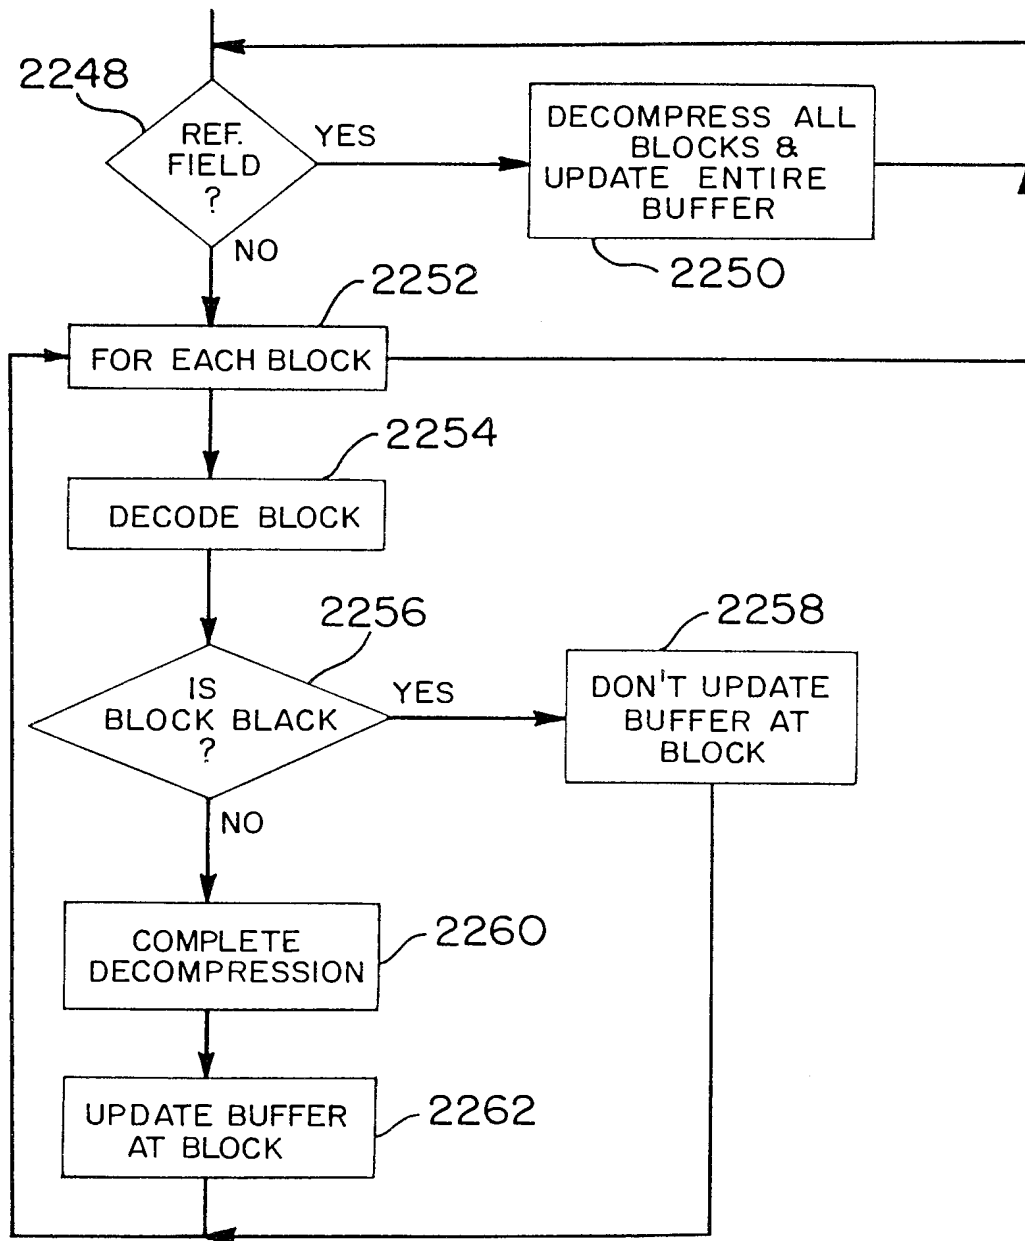 2248
REF.
FIELD
?
YES
NO
DECOMPRESS ALL
BLOCKS &
UPDATE ENTIRE
BUFFER
2250
2252
FOR EACH BLOCK
2254
DECODE BLOCK
2256
IS
BLOCK BLACK
?
YES
NO
2258
DON'T UPDATE
BUFFER AT
BLOCK
2260
COMPLETE
DECOMPRESSION
2262
UPDATE BUFFER
AT BLOCK